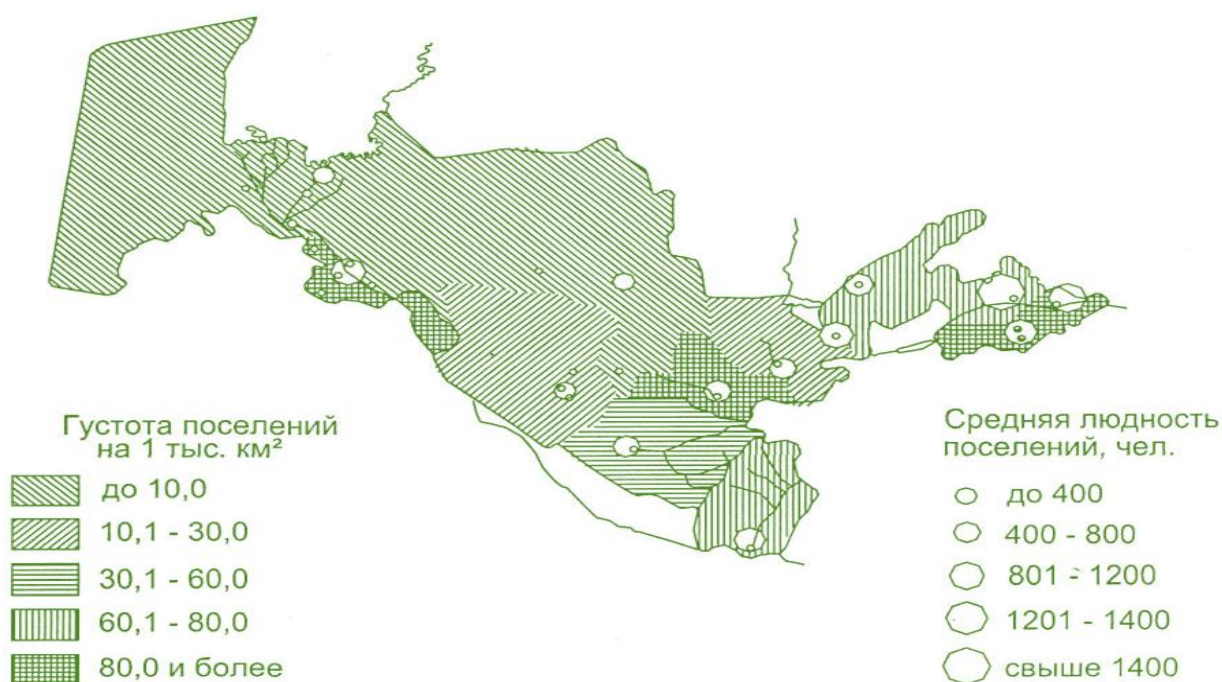 Густота поселений
на 1 тыс. км²
до 10,0
10,1 - 30,0
30,1 - 60,0
60,1 - 80,0
80,0 и более
Средняя людность
поселений, чел.
до 400
400 - 800
801 - 1200
1201 - 1400
свыше 1400